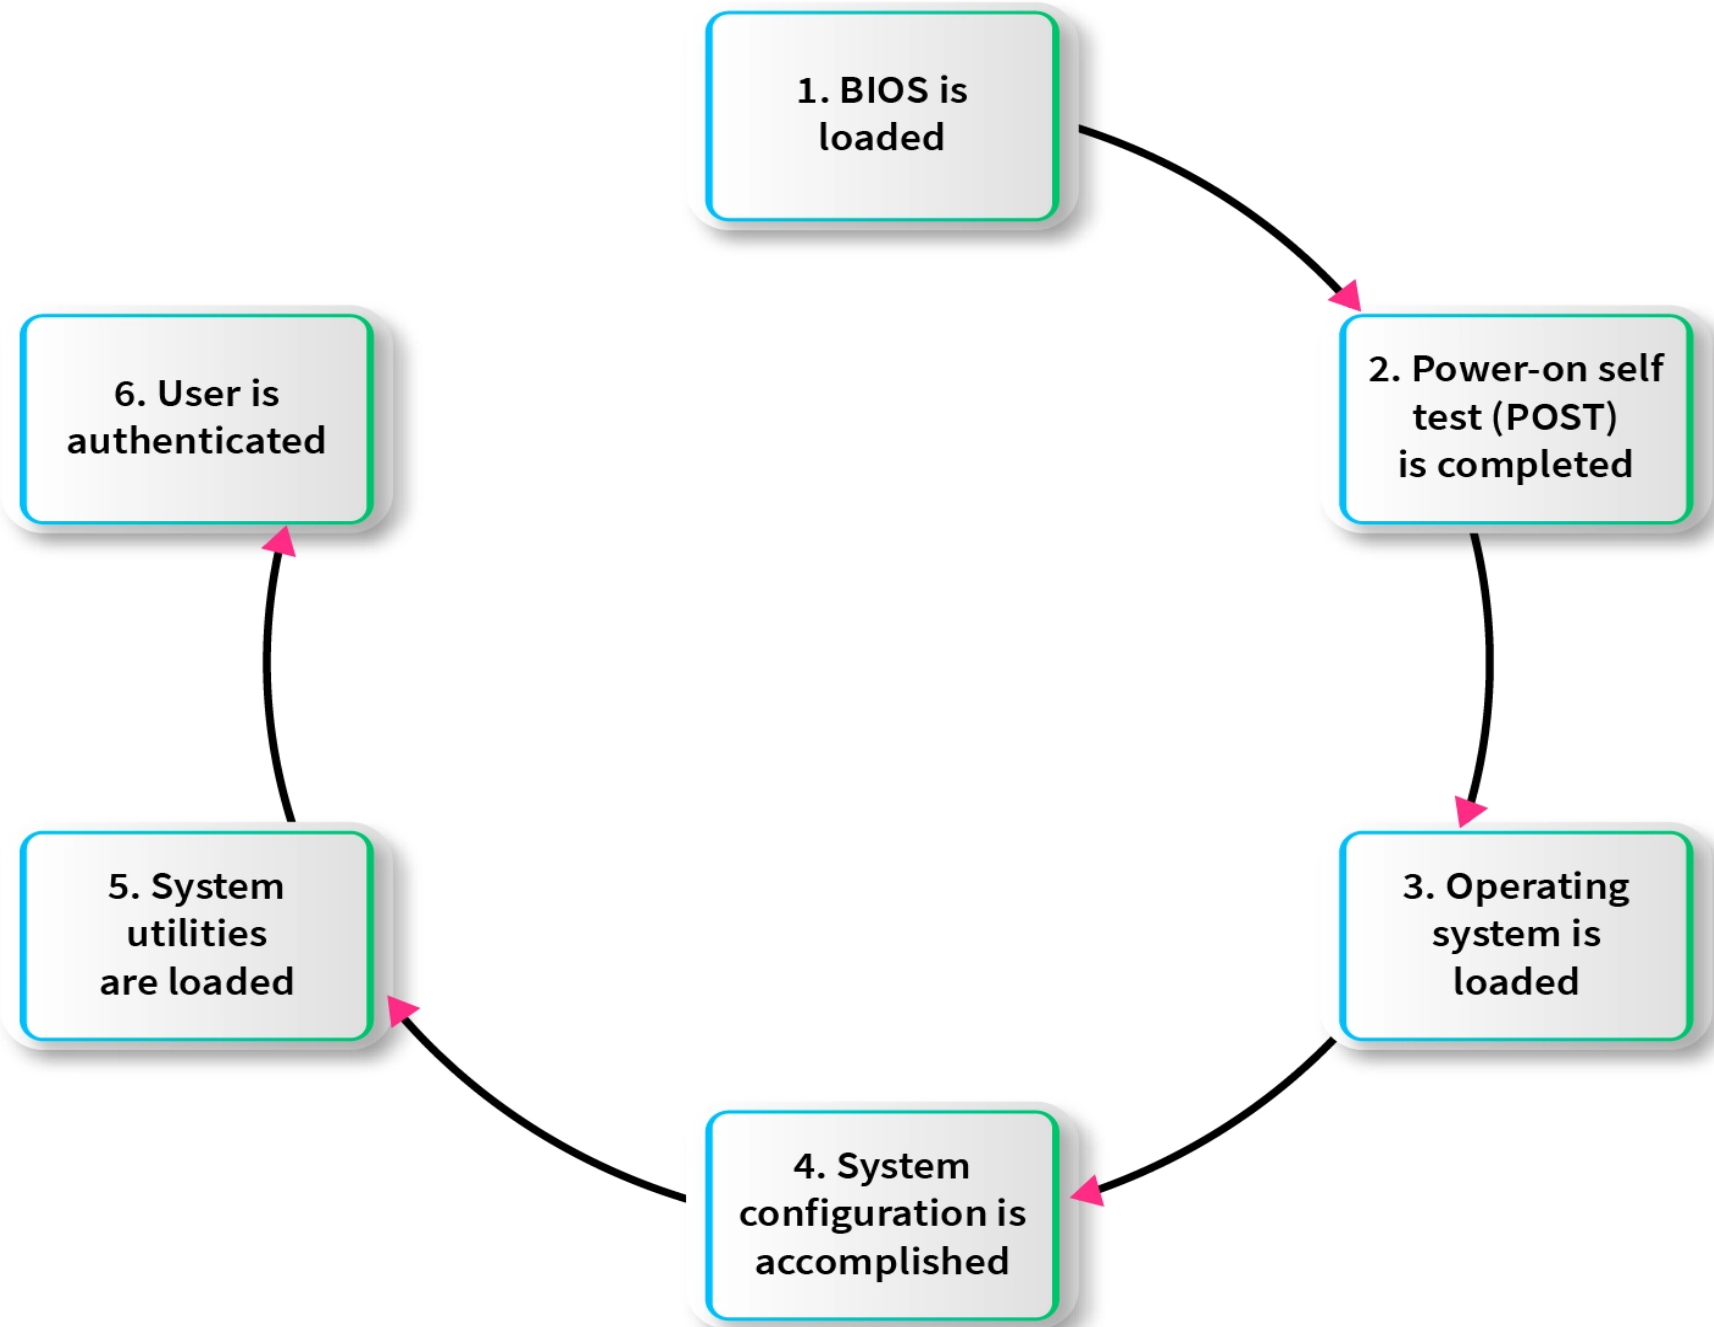 1. BIOS is
loaded
2. Power-on self
test (POST)
is completed
3. Operating
system is
loaded
4. System
configuration is
accomplished
5. System
utilities
are loaded
6. User is
authenticated